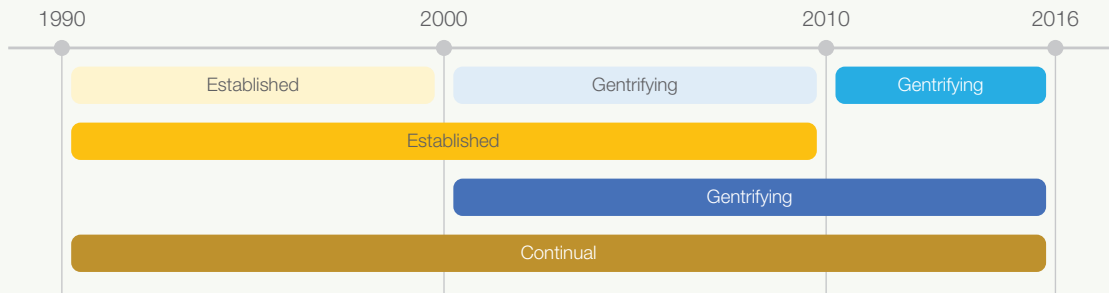 1990 2000 2010 2016
Established Gentrifying Gentrifying
Established
Gentrifying
Continual